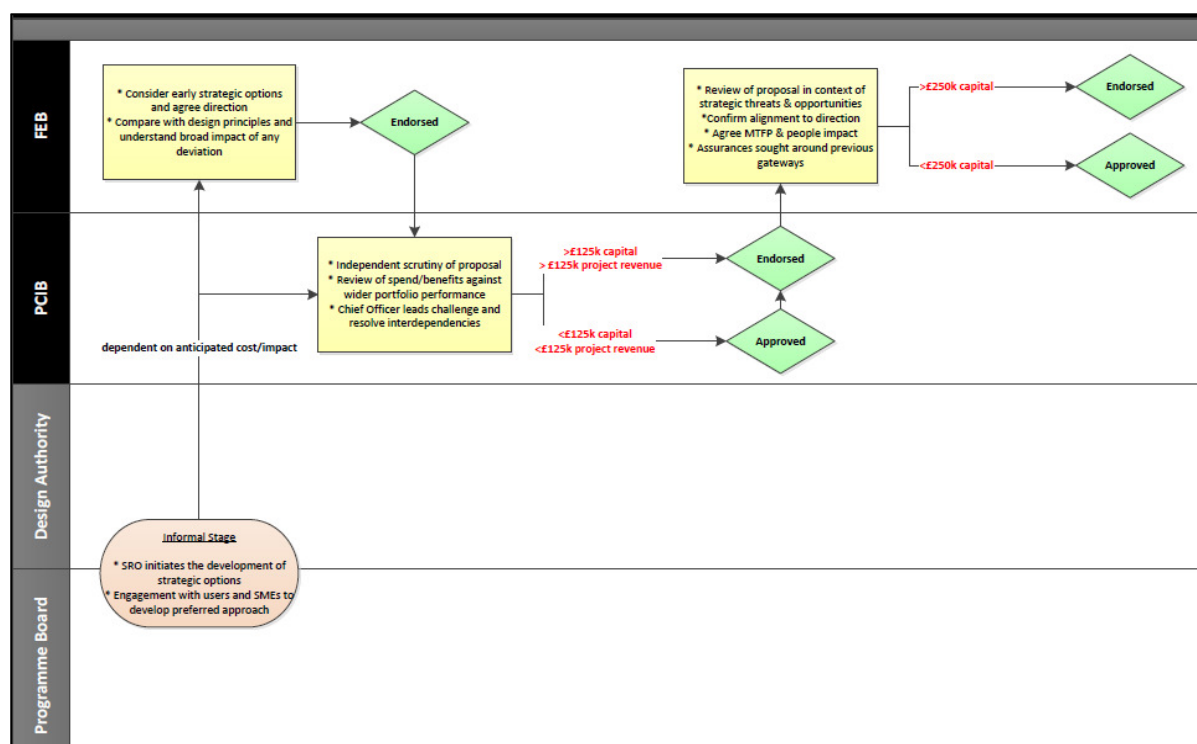 FEB
* Consider early strategic options
and agree direction
* Compare with design principles and
understand broad impact of any
deviation
Endorsed
* Review of proposal in context of
strategic threats & opportunities
*Confirm alignment to direction
* Agree MTFP & people impact
* Assurances sought around previous
gateways
>£250k capital
Endorsed
<£250k capital
Approved
PCIB
* Independent scrutiny of proposal
* Review of spend/benefits against
wider portfolio performance
* Chief Officer leads challenge and
resolve interdependencies
>£125k capital
> £125k project revenue
Endorsed
<£125k capital
<£125k project revenue
Approved
dependent on anticipated cost/impact
Design Authority
Informal Stage
* SRO initiates the development of
strategic options
* Engagement with users and SMEs to
develop preferred approach
Programme Board